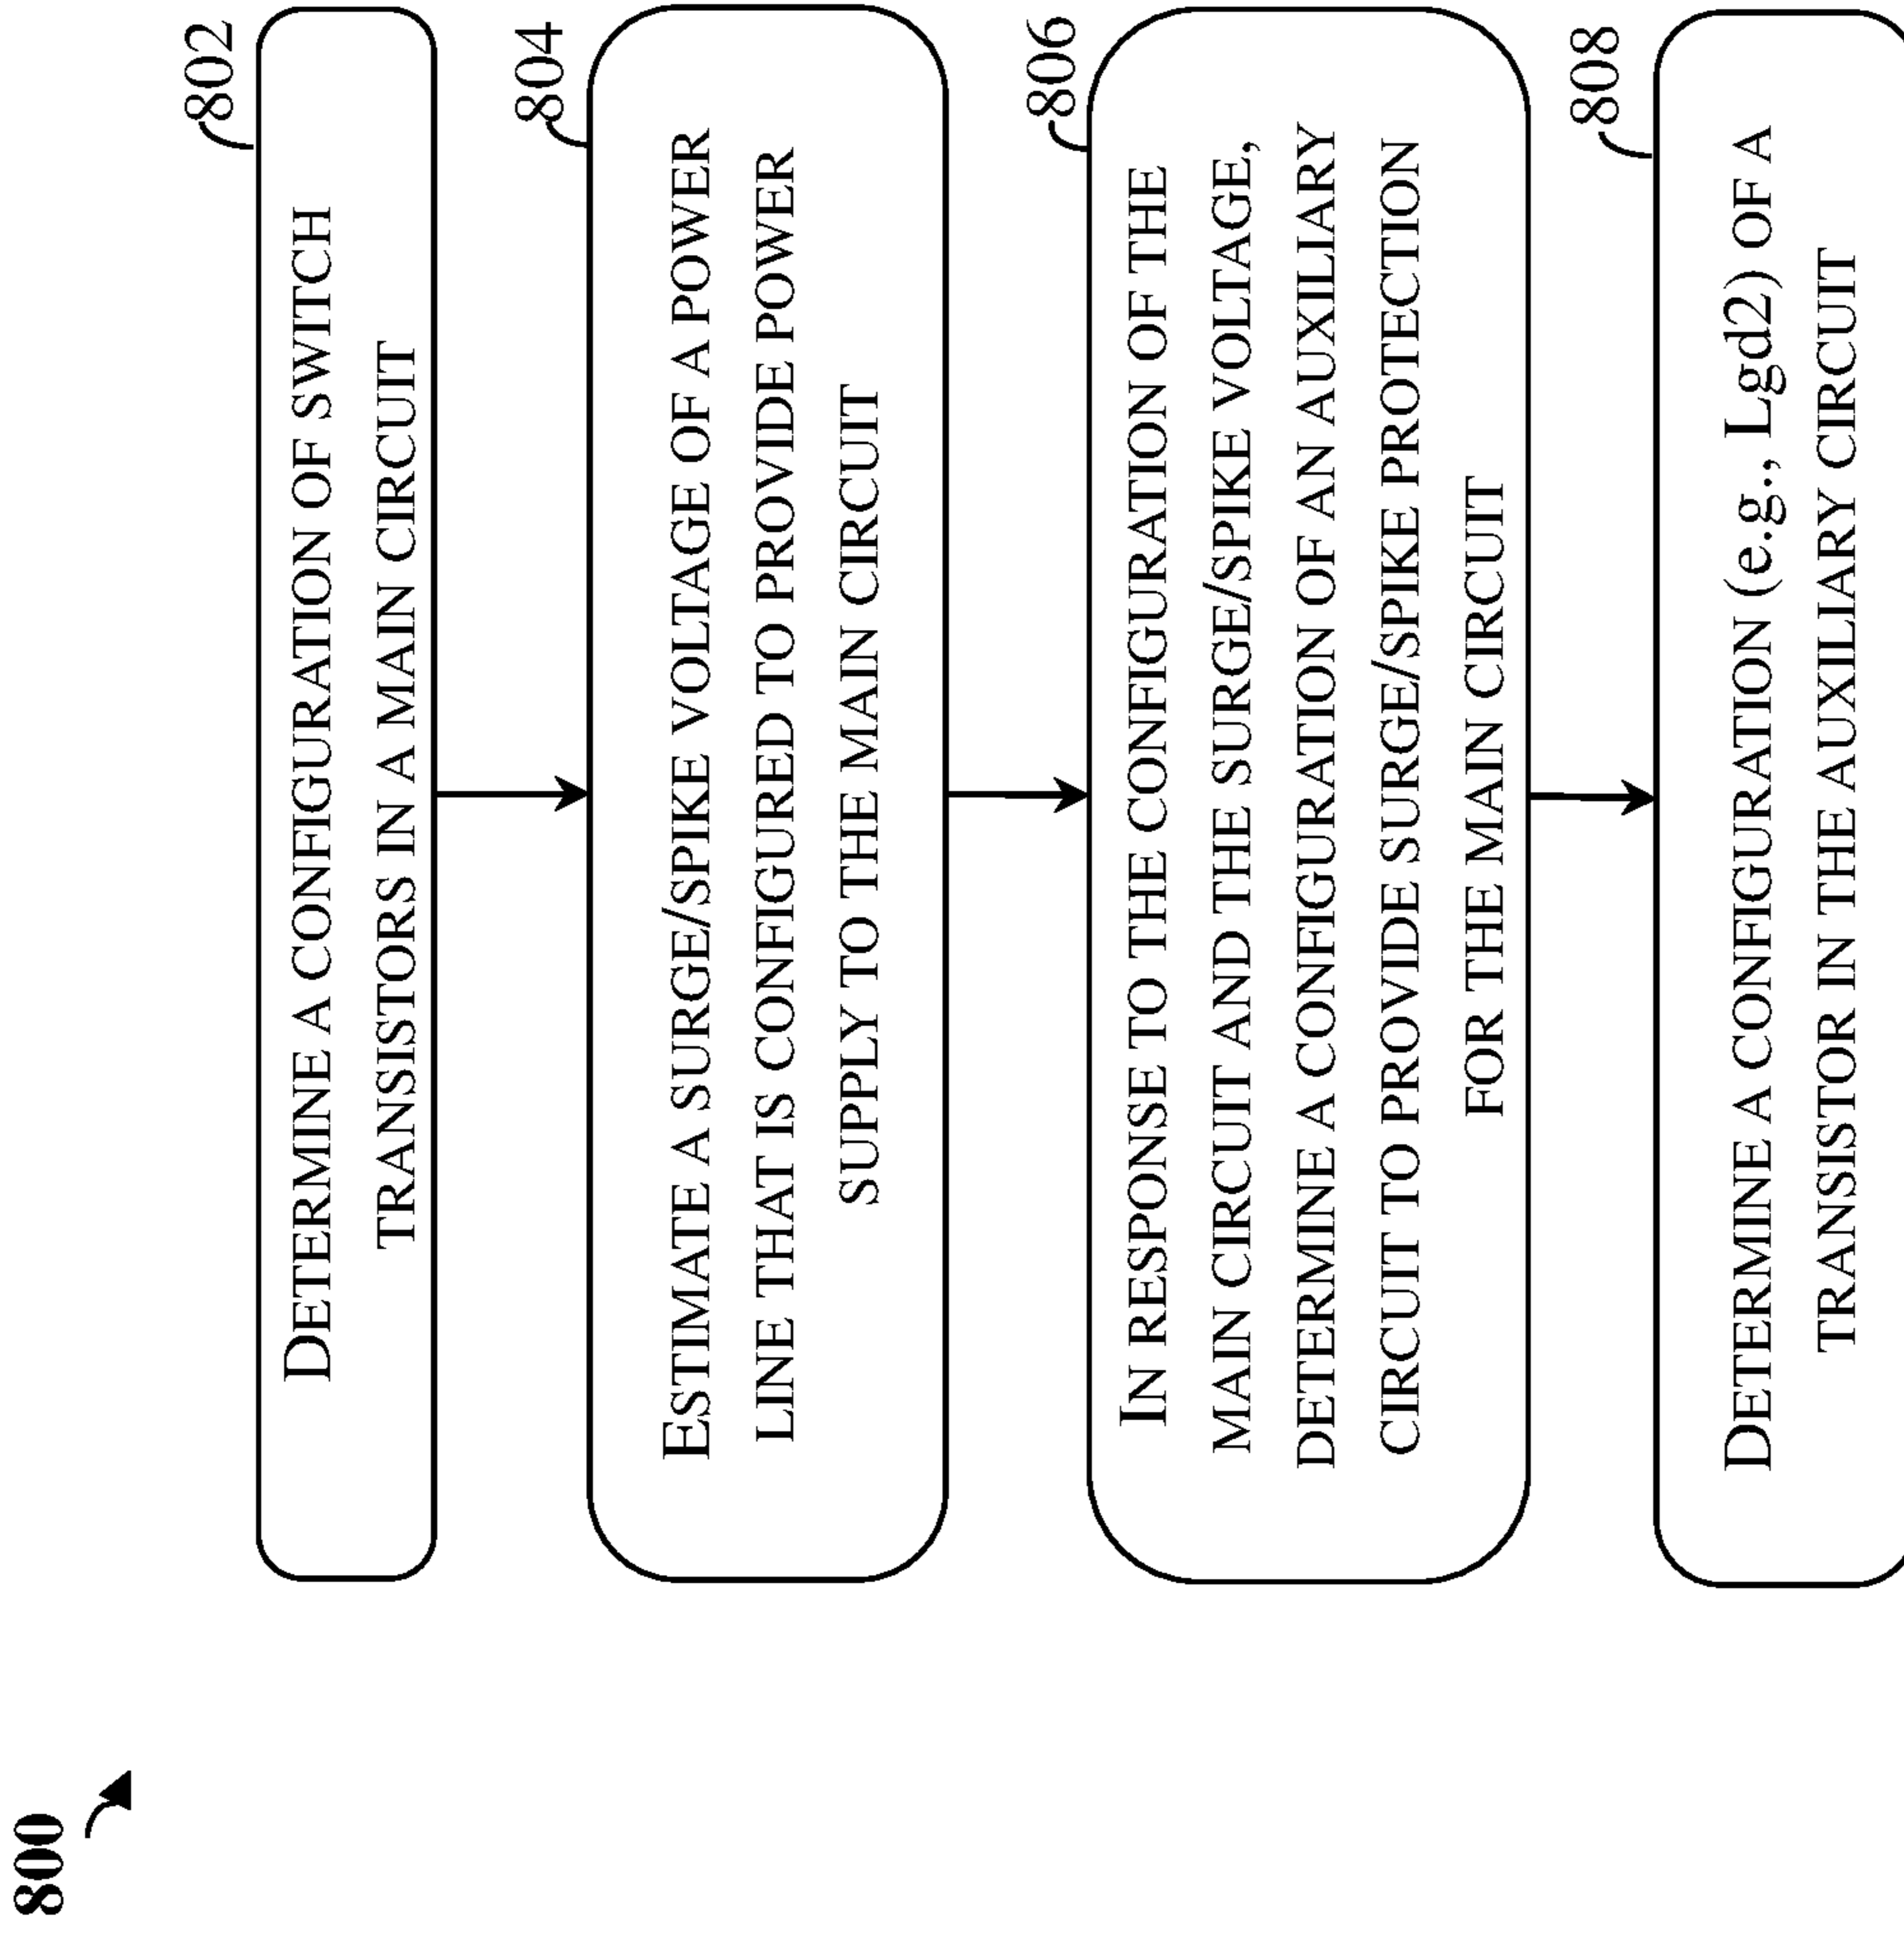 800
802
DETERMINE A CONFIGURATION OF SWITCH
TRANSISTORS IN A MAIN CIRCUIT
804
ESTIMATE A SURGE/SPIKE VOLTAGE OF A POWER
LINE THAT IS CONFIGURED TO PROVIDE POWER
SUPPLY TO THE MAIN CIRCUIT
806
IN RESPONSE TO THE CONFIGURATION OF THE
MAIN CIRCUIT AND THE SURGE/SPIKE VOLTAGE,
DETERMINE A CONFIGURATION OF AN AUXILIARY
CIRCUIT TO PROVIDE SURGE/SPIKE PROTECTION
FOR THE MAIN CIRCUIT
808
DETERMINE A CONFIGURATION (e.g., Lgd2) OF A
TRANSISTOR IN THE AUXILIARY CIRCUIT